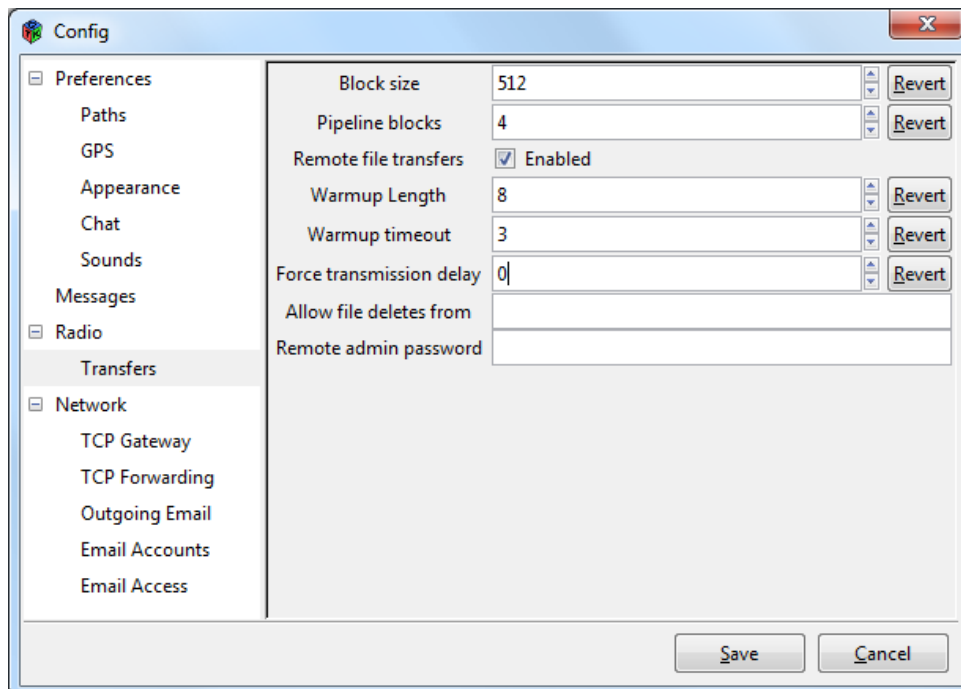 Config
Preferences
Paths
GPS
Appearance
Chat
Sounds
Messages
Radio
Transfers
Network
TCP Gateway
TCP Forwarding
Outgoing Email
Email Accounts
Email Access
Block size 512 Revert
Pipeline blocks 4 Revert
Remote file transfers Enabled
Warmup Length 8 Revert
Warmup timeout 3 Revert
Force transmission delay 0 Revert
Allow file deletes from
Remote admin password
Save Cancel